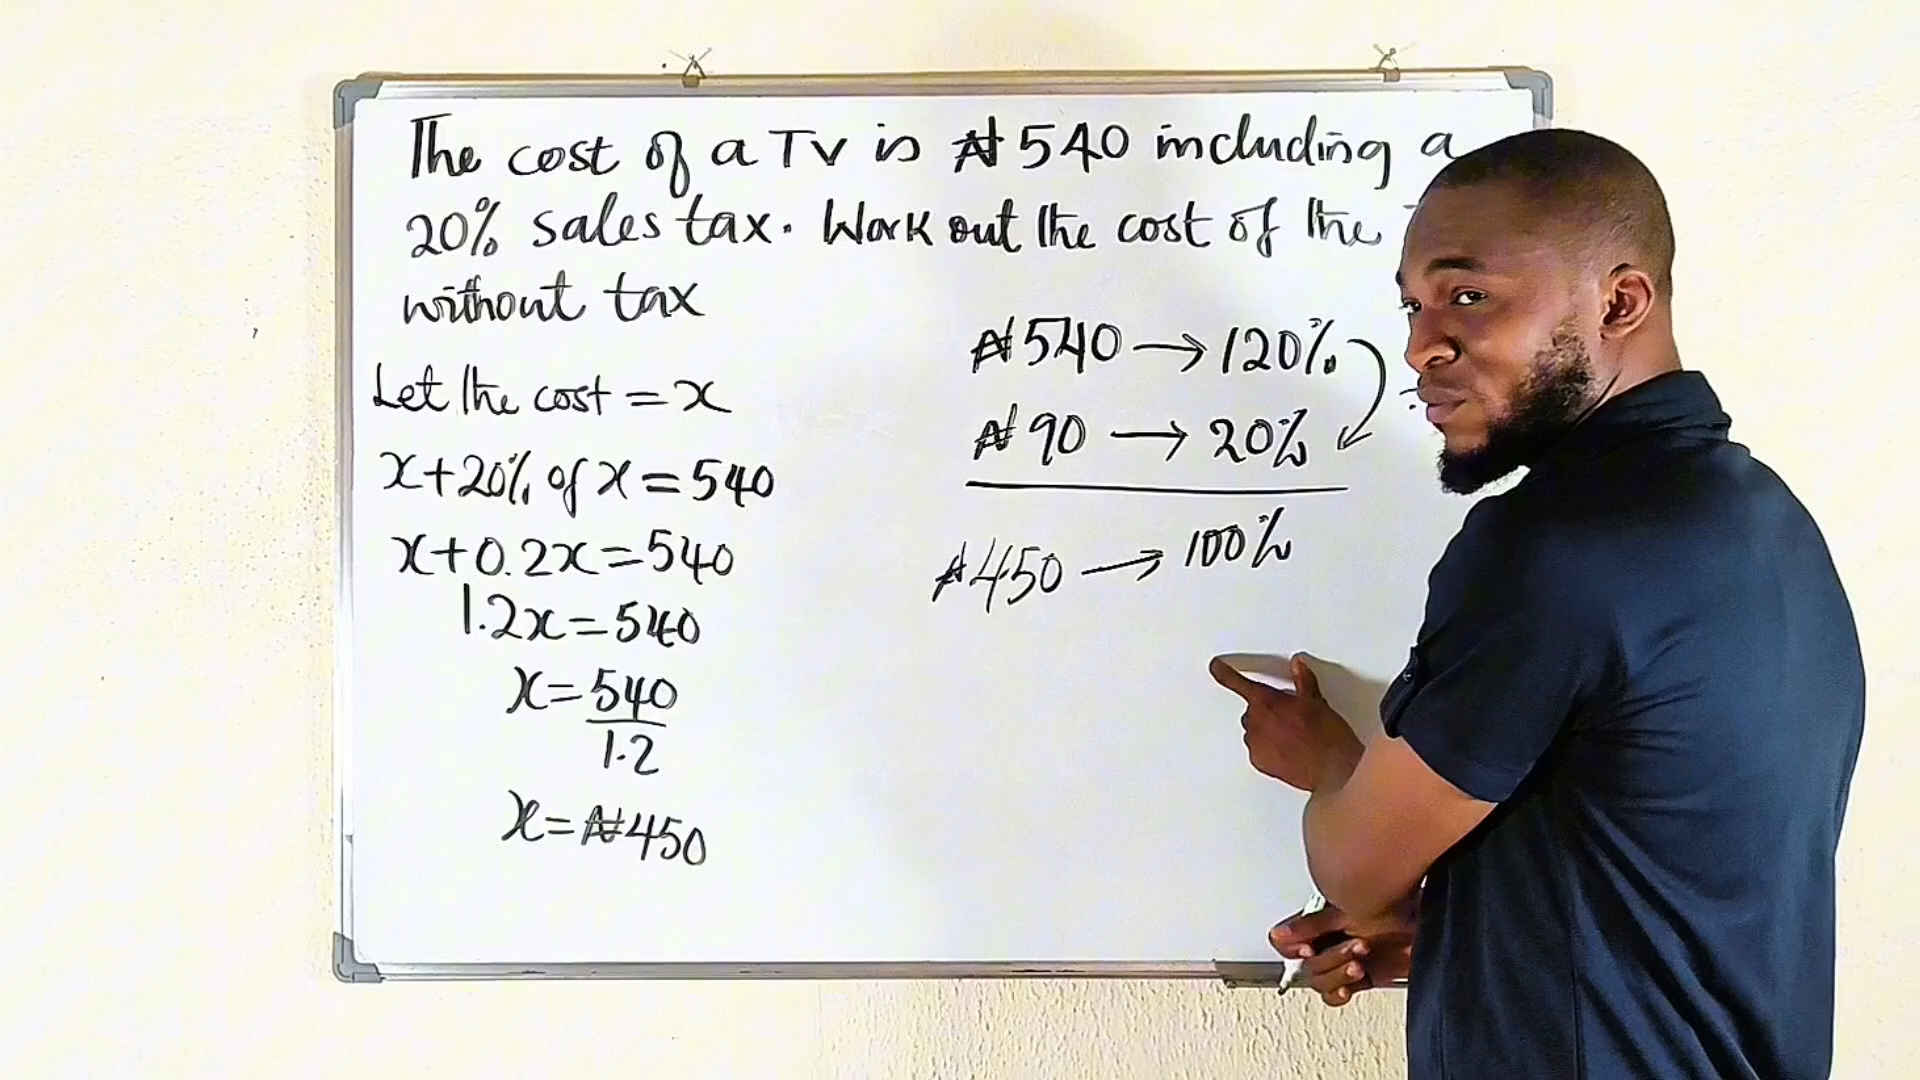 The cost of a TV is ₦540 including a
20% sales tax. Work out the cost of the
without tax
Let the cost = x
x+20% of x = 540
x+0.2x=540
1.2x=540
x=540
1.2
x=₦450
₦540 → 120%
₦90 → 20%
₦450 → 100%